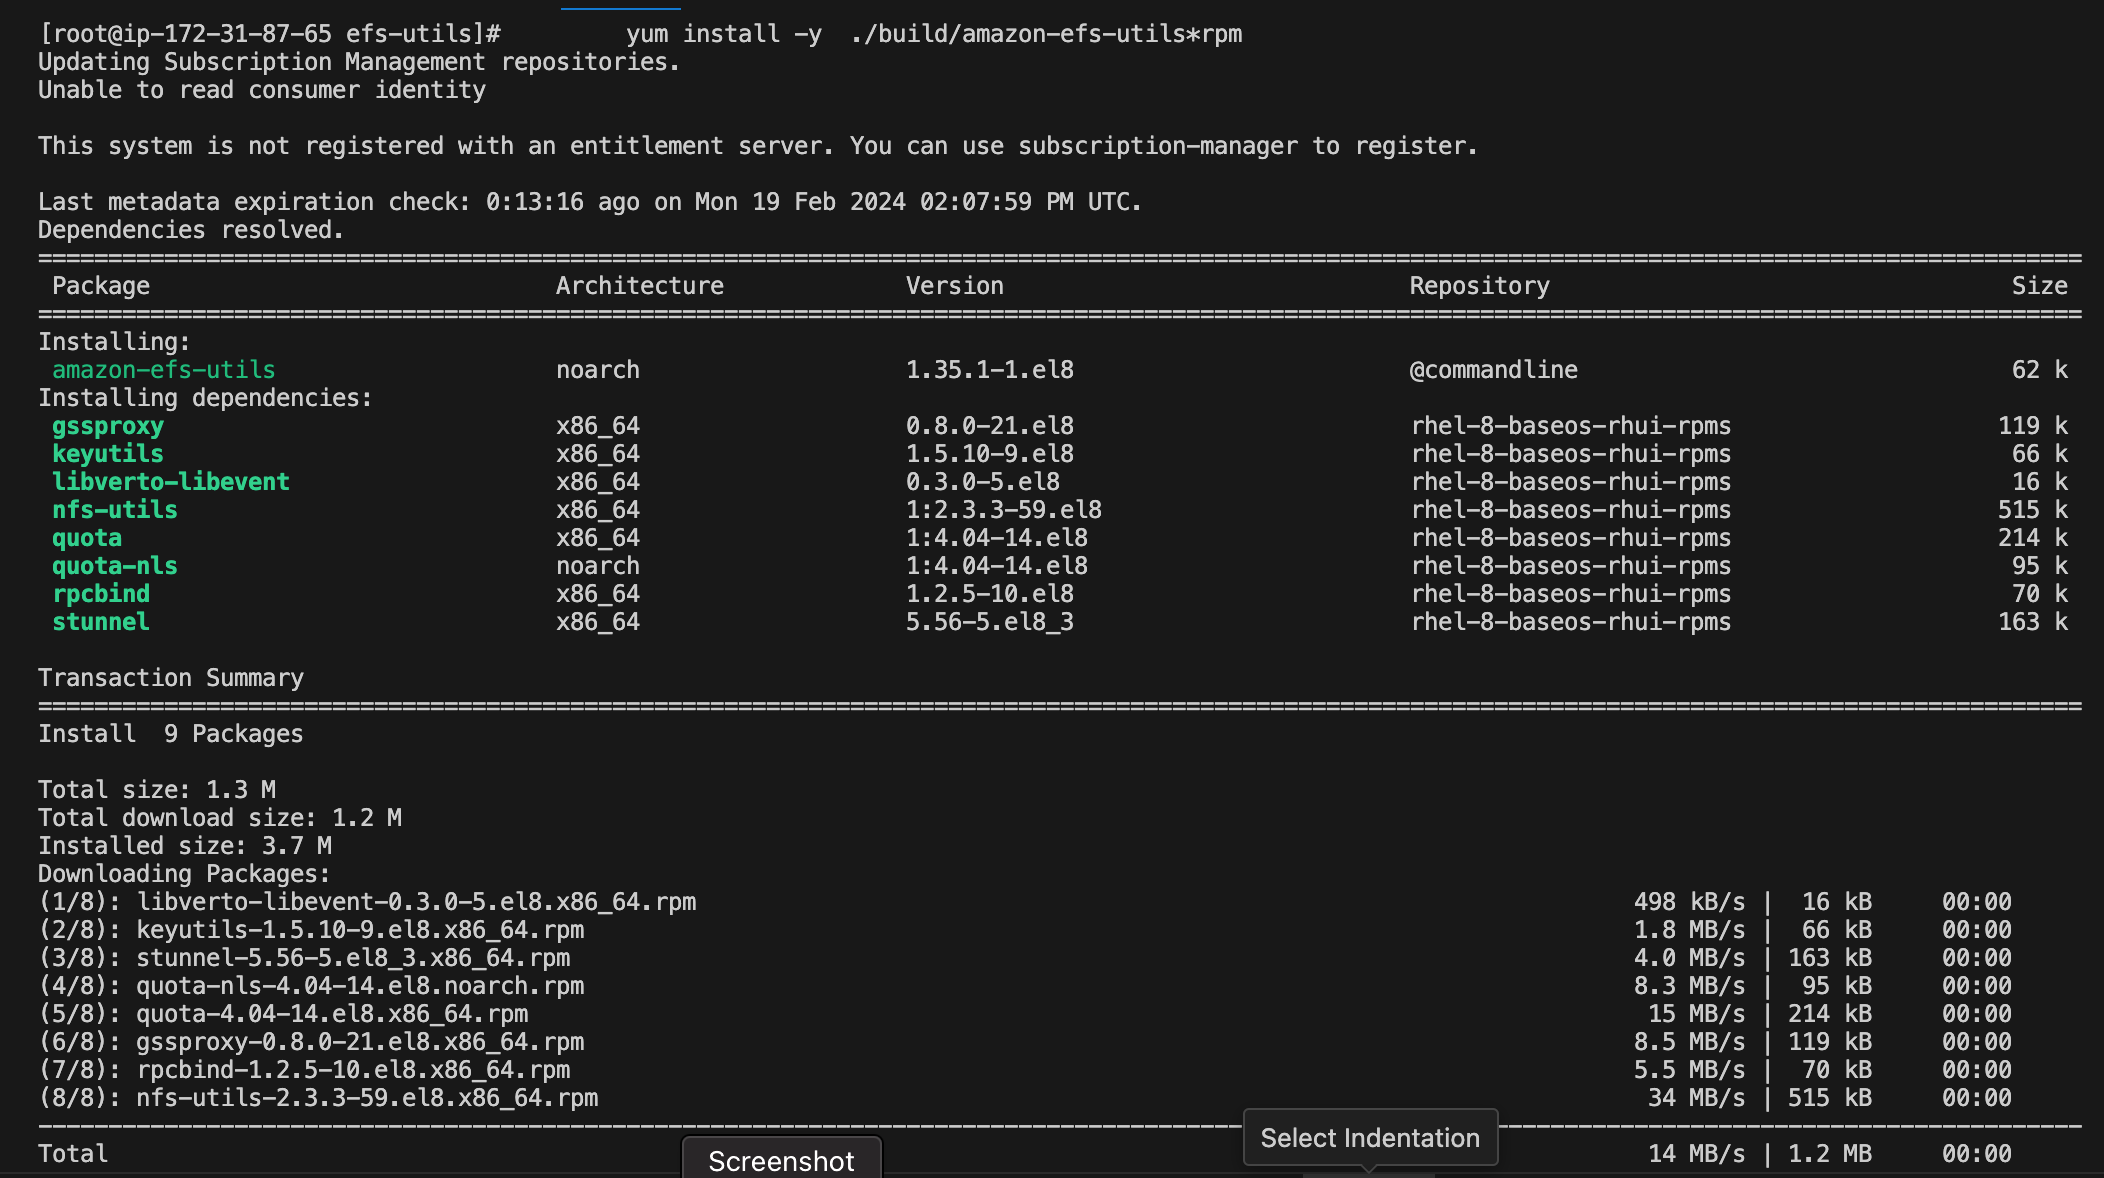 [root@ip-172-31-87-65 efs-utils]#         yum install -y  ./build/amazon-efs-utils*rpm
Updating Subscription Management repositories.
Unable to read consumer identity
This system is not registered with an entitlement server. You can use subscription-manager to register.
Last metadata expiration check: 0:13:16 ago on Mon 19 Feb 2024 02:07:59 PM UTC.
Dependencies resolved.
Package Architecture Version Repository Size
Installing:
amazon-efs-utils noarch 1.35.1-1.el8 @commandline 62 k
Installing dependencies:
gssproxy x86_64 0.8.0-21.el8 rhel-8-baseos-rhui-rpms 119 k
keyutils x86_64 1.5.10-9.el8 rhel-8-baseos-rhui-rpms 66 k
libverto-libevent x86_64 0.3.0-5.el8 rhel-8-baseos-rhui-rpms 16 k
nfs-utils x86_64 1:2.3.3-59.el8 rhel-8-baseos-rhui-rpms 515 k
quota x86_64 1:4.04-14.el8 rhel-8-baseos-rhui-rpms 214 k
quota-nls noarch 1:4.04-14.el8 rhel-8-baseos-rhui-rpms 95 k
rpcbind x86_64 1.2.5-10.el8 rhel-8-baseos-rhui-rpms 70 k
stunnel x86_64 5.56-5.el8_3 rhel-8-baseos-rhui-rpms 163 k
Transaction Summary
Install  9 Packages
Total size: 1.3 M
Total download size: 1.2 M
Installed size: 3.7 M
Downloading Packages:
(1/8): libverto-libevent-0.3.0-5.el8.x86_64.rpm 498 kB/s |  16 kB 00:00
(2/8): keyutils-1.5.10-9.el8.x86_64.rpm 1.8 MB/s |  66 kB 00:00
(3/8): stunnel-5.56-5.el8_3.x86_64.rpm 4.0 MB/s | 163 kB 00:00
(4/8): quota-nls-4.04-14.el8.noarch.rpm 8.3 MB/s |  95 kB 00:00
(5/8): quota-4.04-14.el8.x86_64.rpm 15 MB/s | 214 kB 00:00
(6/8): gssproxy-0.8.0-21.el8.x86_64.rpm 8.5 MB/s | 119 kB 00:00
(7/8): rpcbind-1.2.5-10.el8.x86_64.rpm 5.5 MB/s |  70 kB 00:00
(8/8): nfs-utils-2.3.3-59.el8.x86_64.rpm 34 MB/s | 515 kB 00:00
Select Indentation
Total 14 MB/s | 1.2 MB 00:00
Screenshot